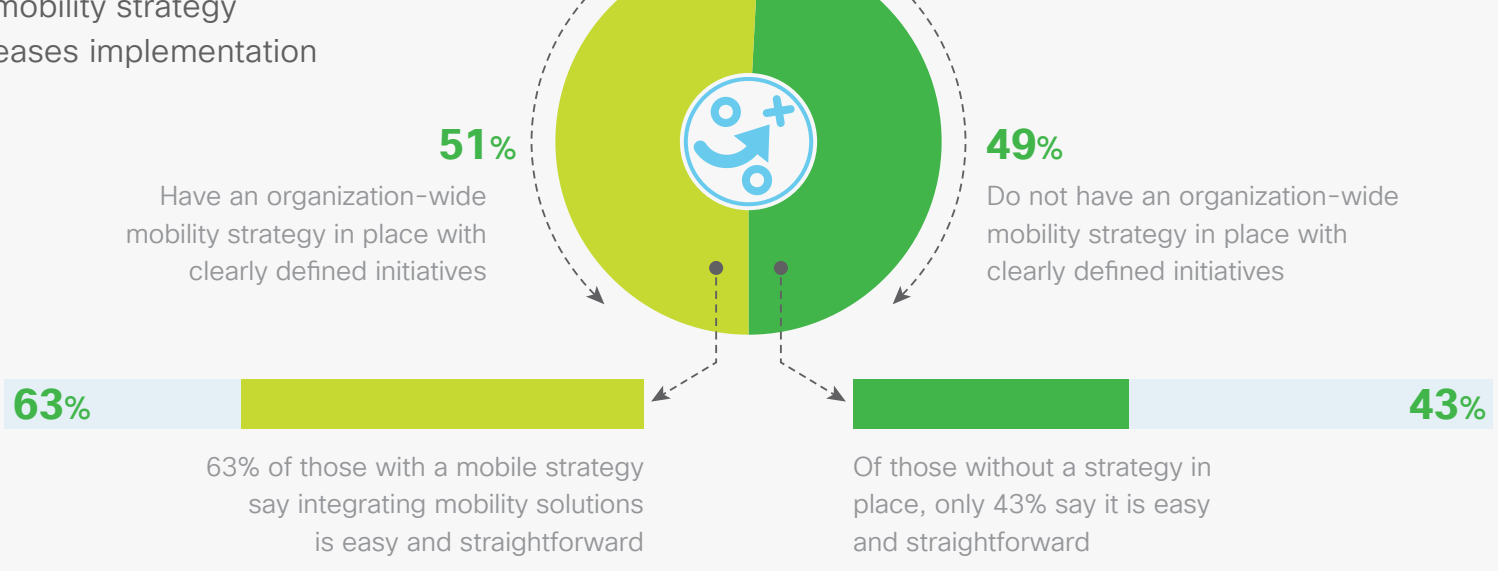 mobility strategy
eases implementation
51%
Have an organization-wide
mobility strategy in place with
clearly defined initiatives
49%
Do not have an organization-wide
mobility strategy in place with
clearly defined initiatives
63%
63% of those with a mobile strategy
say integrating mobility solutions
is easy and straightforward
43%
Of those without a strategy in
place, only 43% say it is easy
and straightforward